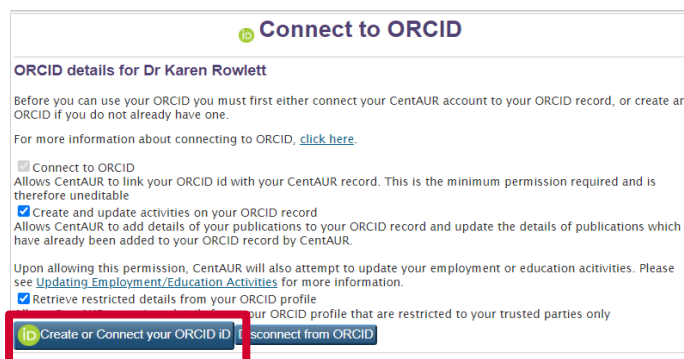 iD Connect to ORCID
ORCID details for Dr Karen Rowlett
Before you can use your ORCID you must first either connect your CentAUR account to your ORCID record, or create an
ORCID if you do not already have one.
For more information about connecting to ORCID, click here.
Connect to ORCID
Allows CentAUR to link your ORCID id with your CentAUR record. This is the minimum permission required and is
therefore uneditable
Create and update activities on your ORCID record
Allows CentAUR to add details of your publications to your ORCID record and update the details of publications which
have already been added to your ORCID record by CentAUR.
Upon allowing this permission, CentAUR will also attempt to update your employment or education acitivities. Please
see Updating Employment/Education Activities for more information.
Retrieve restricted details from your ORCID profile
our ORCID profile that are restricted to your trusted parties only
iD Create or Connect your ORCID iD Disconnect from ORCID